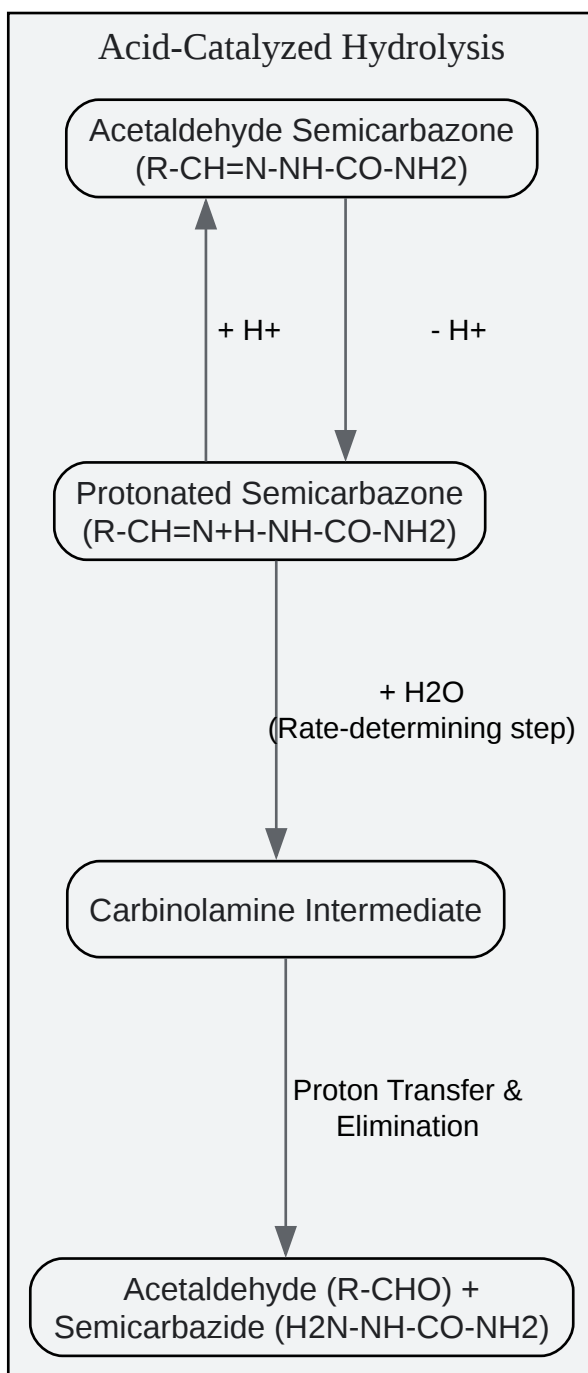 Acid-Catalyzed Hydrolysis
Acetaldehyde Semicarbazone
(R-CH=N-NH-CO-NH2)
+ H+
- H+
Protonated Semicarbazone
(R-CH=N+H-NH-CO-NH2)
+ H2O
(Rate-determining step)
Carbinolamine Intermediate
Proton Transfer &
Elimination
Acetaldehyde (R-CHO) +
Semicarbazide (H2N-NH-CO-NH2)